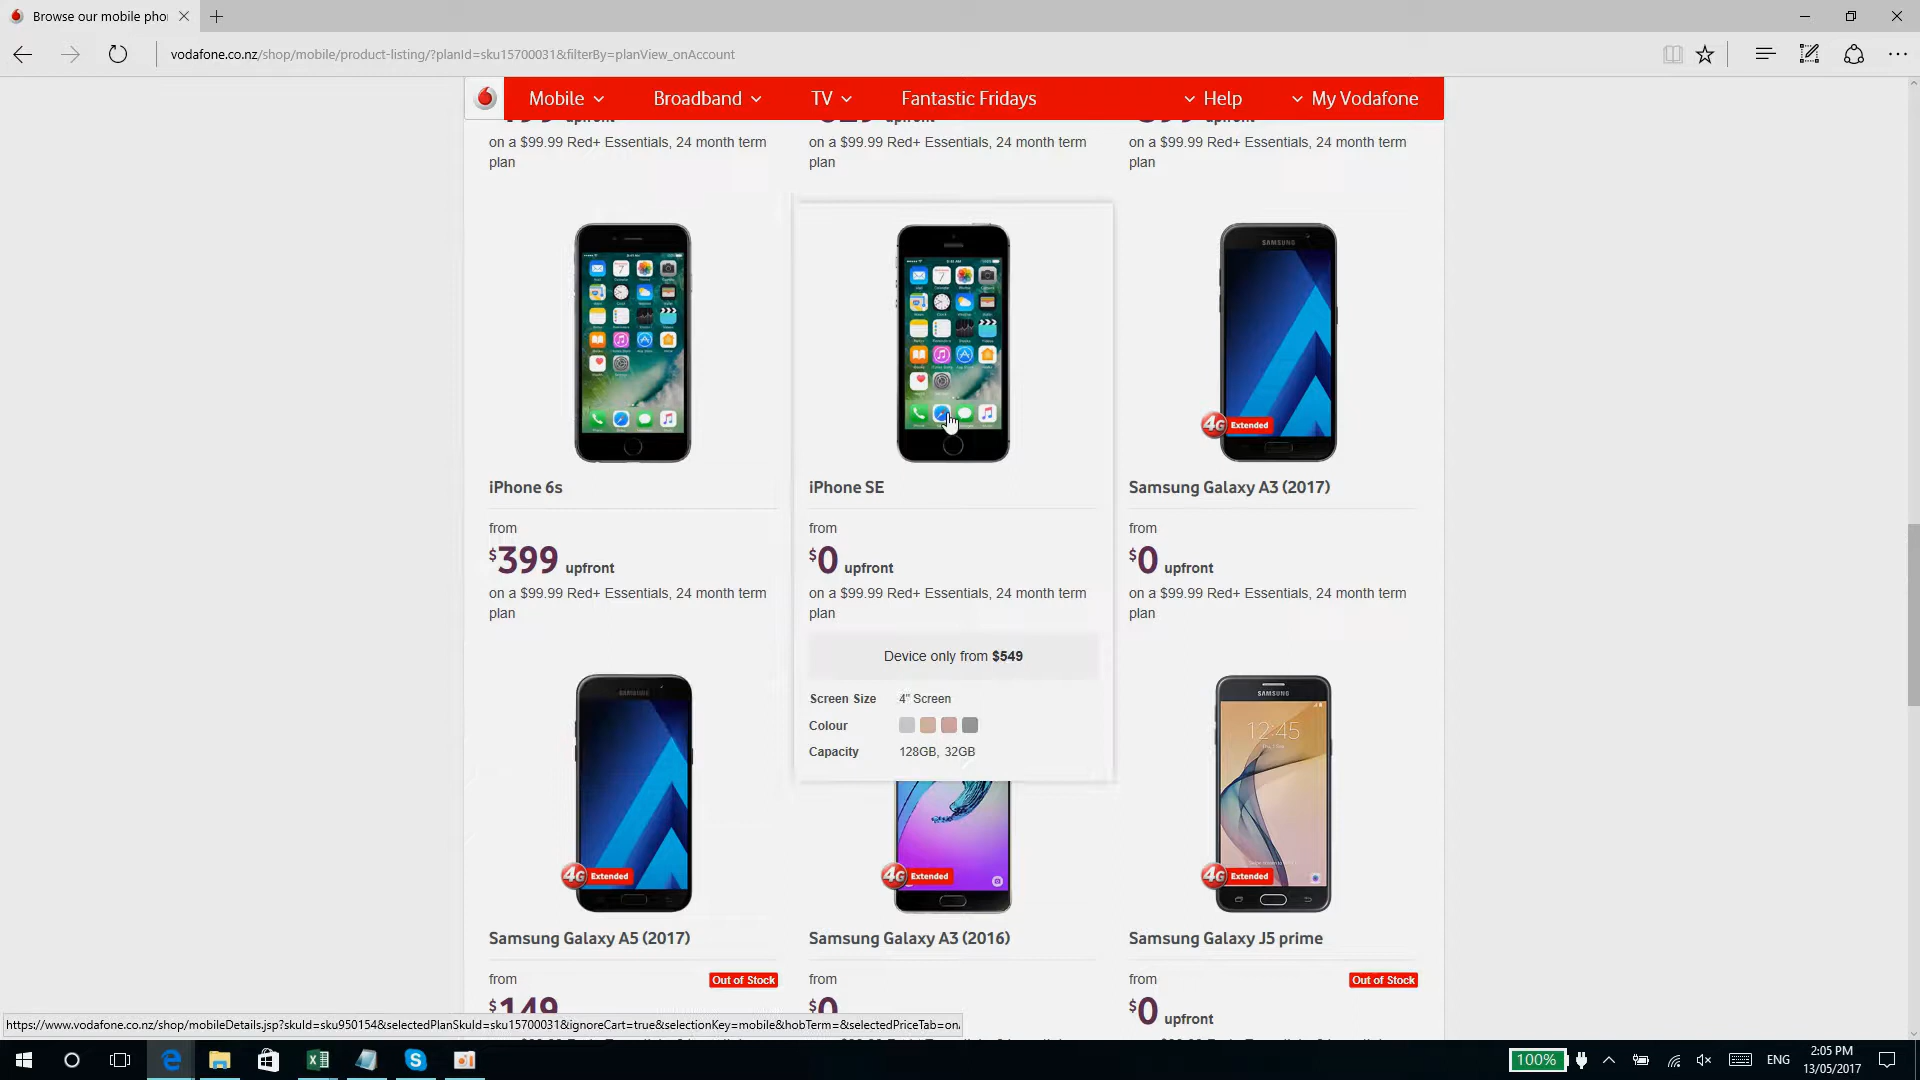 Browse our mobile pho
vodafone.co.nz/shop/mobile/product-listing/?planId=sku15700031&filterBy=planView_onAccount
Mobile Broadband TV Fantastic Fridays Help My Vodafone
upfront upfront upfront
on a $99.99 Red+ Essentials, 24 month term
plan
on a $99.99 Red+ Essentials, 24 month term
plan
on a $99.99 Red+ Essentials, 24 month term
plan
SAMSUNG
4G Extended
iPhone 6s
from
$399 upfront
on a $99.99 Red+ Essentials, 24 month term
plan
iPhone SE
from
$0 upfront
on a $99.99 Red+ Essentials, 24 month term
plan
Device only from $549
Screen Size 4" Screen
Colour
Capacity 128GB, 32GB
Samsung Galaxy A3 (2017)
from
$0 upfront
on a $99.99 Red+ Essentials, 24 month term
plan
SAMSUNG
4G Extended
4G Extended
SAMSUNG
12:45
4G Extended
Samsung Galaxy A5 (2017)
from
Out of Stock
$149
Samsung Galaxy A3 (2016)
from
$0
Samsung Galaxy J5 prime
from
Out of Stock
$0 upfront
https://www.vodafone.co.nz/shop/mobileDetails.jsp?skuId=sku950154&selectedPlanSkuId=sku15700031&ignoreCart=true&selectionKey=mobile&hobTerm=&selectedPriceTab=on
100%
ENG
2:05 PM
13/05/2017